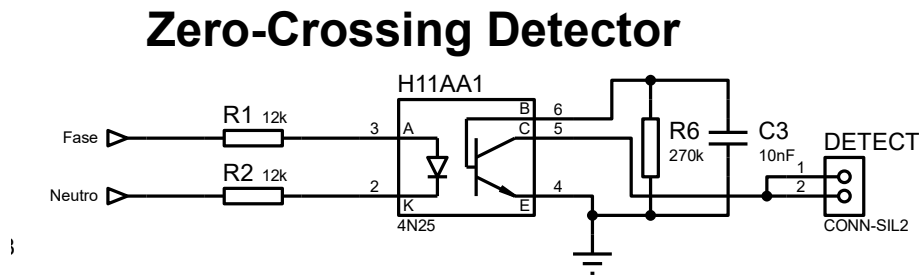 Zero-Crossing Detector
H11AA1
R1 12k
Fase
3
A
B
6
C
5
R6
270k
C3
10nF
DETECT
1
2
R2 12k
Neutro
2
K
4
E
4N25
CONN-SIL2